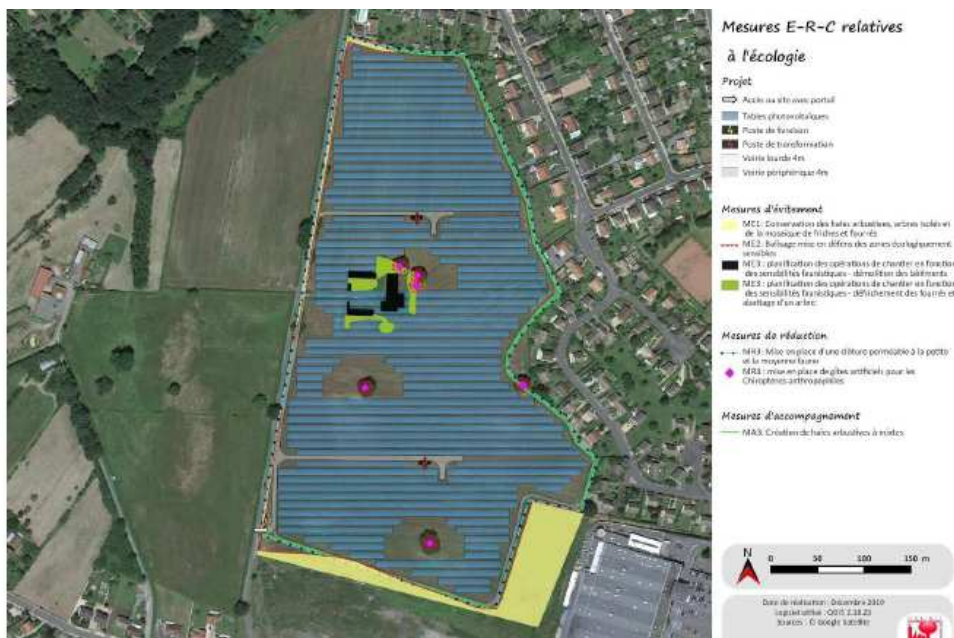 Mesures E-R-C relatives
à l'écologie
Projet
Accès au site avec portail
Tables photovoltaïques
Poste de livraison
Poste de transformation
Voirie lourde 4m
Voirie périphérique 4m
Mesures d'évitement
ME1: Conservation des haies arbustives, arbres isolés et
de la mosaïque de friches et fourrés
ME2: Balisage mise en défens des zones écologiquement
sensibles
ME3 : planification des opérations de chantier en fonction
des sensibilités faunistiques - démolition des bâtiments
ME3 : planification des opérations de chantier en fonction
des sensibilités faunistiques - défrichement des fourrés et
abattage d'un arbre
Mesures de réduction
MR3: Mise en place d'une clôture perméable à la petite
et la moyenne faune
: mise en place de gîtes artificiels pour les
Chiroptères anthropophiles
Mesures d'accompagnement
MA3: Création de haies arbustives à mixtes
N
0 50 100 150 m
Date de réalisation : Décembre 2019
Logiciel utilisé : QGIS 2.18.23
Sources : © Google Satellite